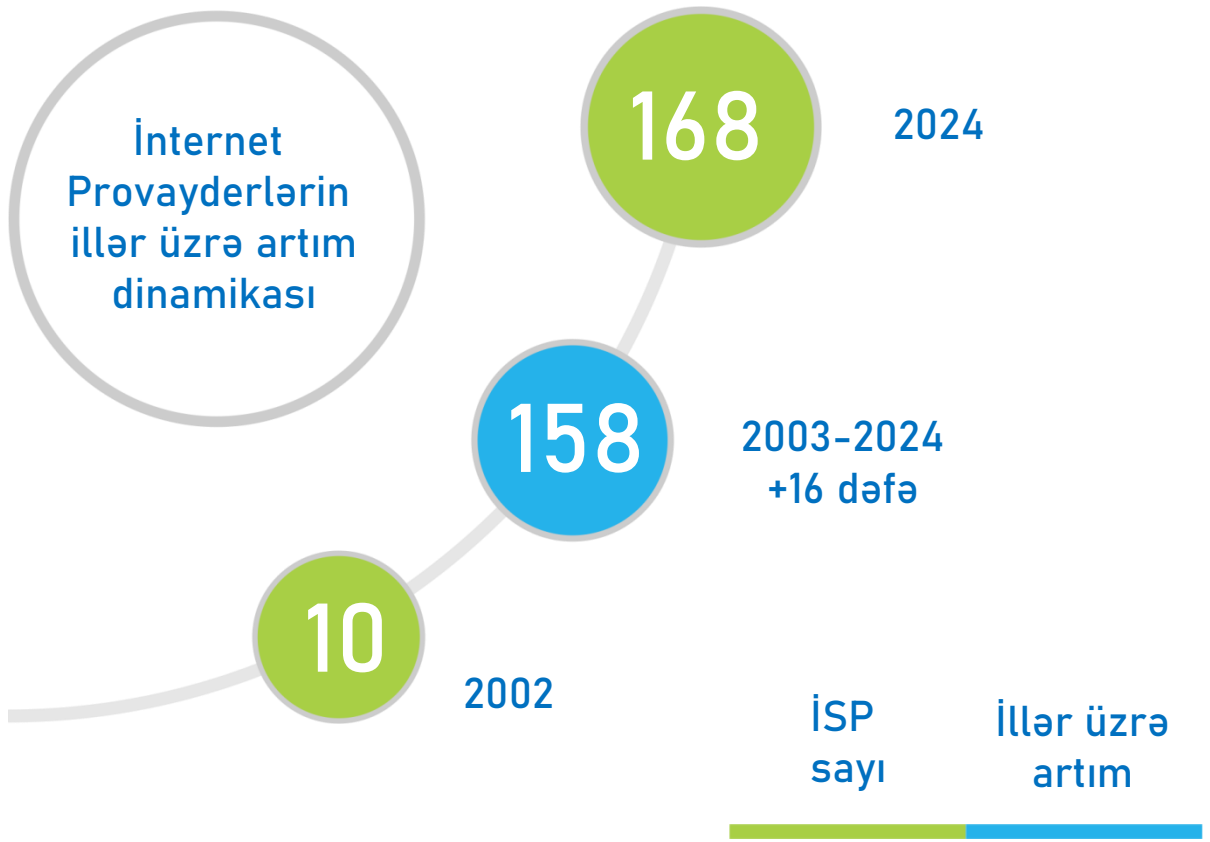 İnternet
Provayderlərin
illər üzrə artım
dinamikası
168
2024
158
2003-2024
+16 dəfə
10
2002
İSP
sayı
İllər üzrə
artım